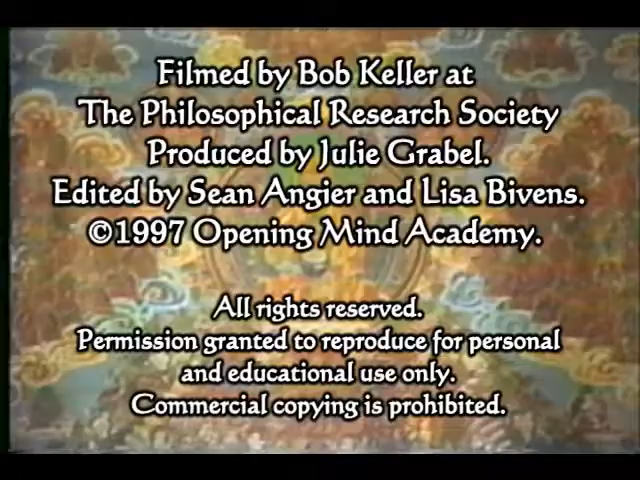 Filmed by Bob Keller at
The Philosophical Research Society
Produced by Julie Grabel.
Edited by Sean Angier and Lisa Bivens.
©1997 Opening Mind Academy.
All rights reserved.
Permission granted to reproduce for personal
and educational use only.
Commercial copying is prohibited.